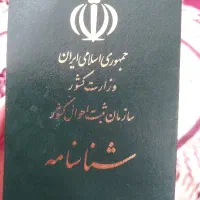 جمهوری اسلامی ایران
وزارت کشور
سازمان ثبت احوال کشور
شناسنامه